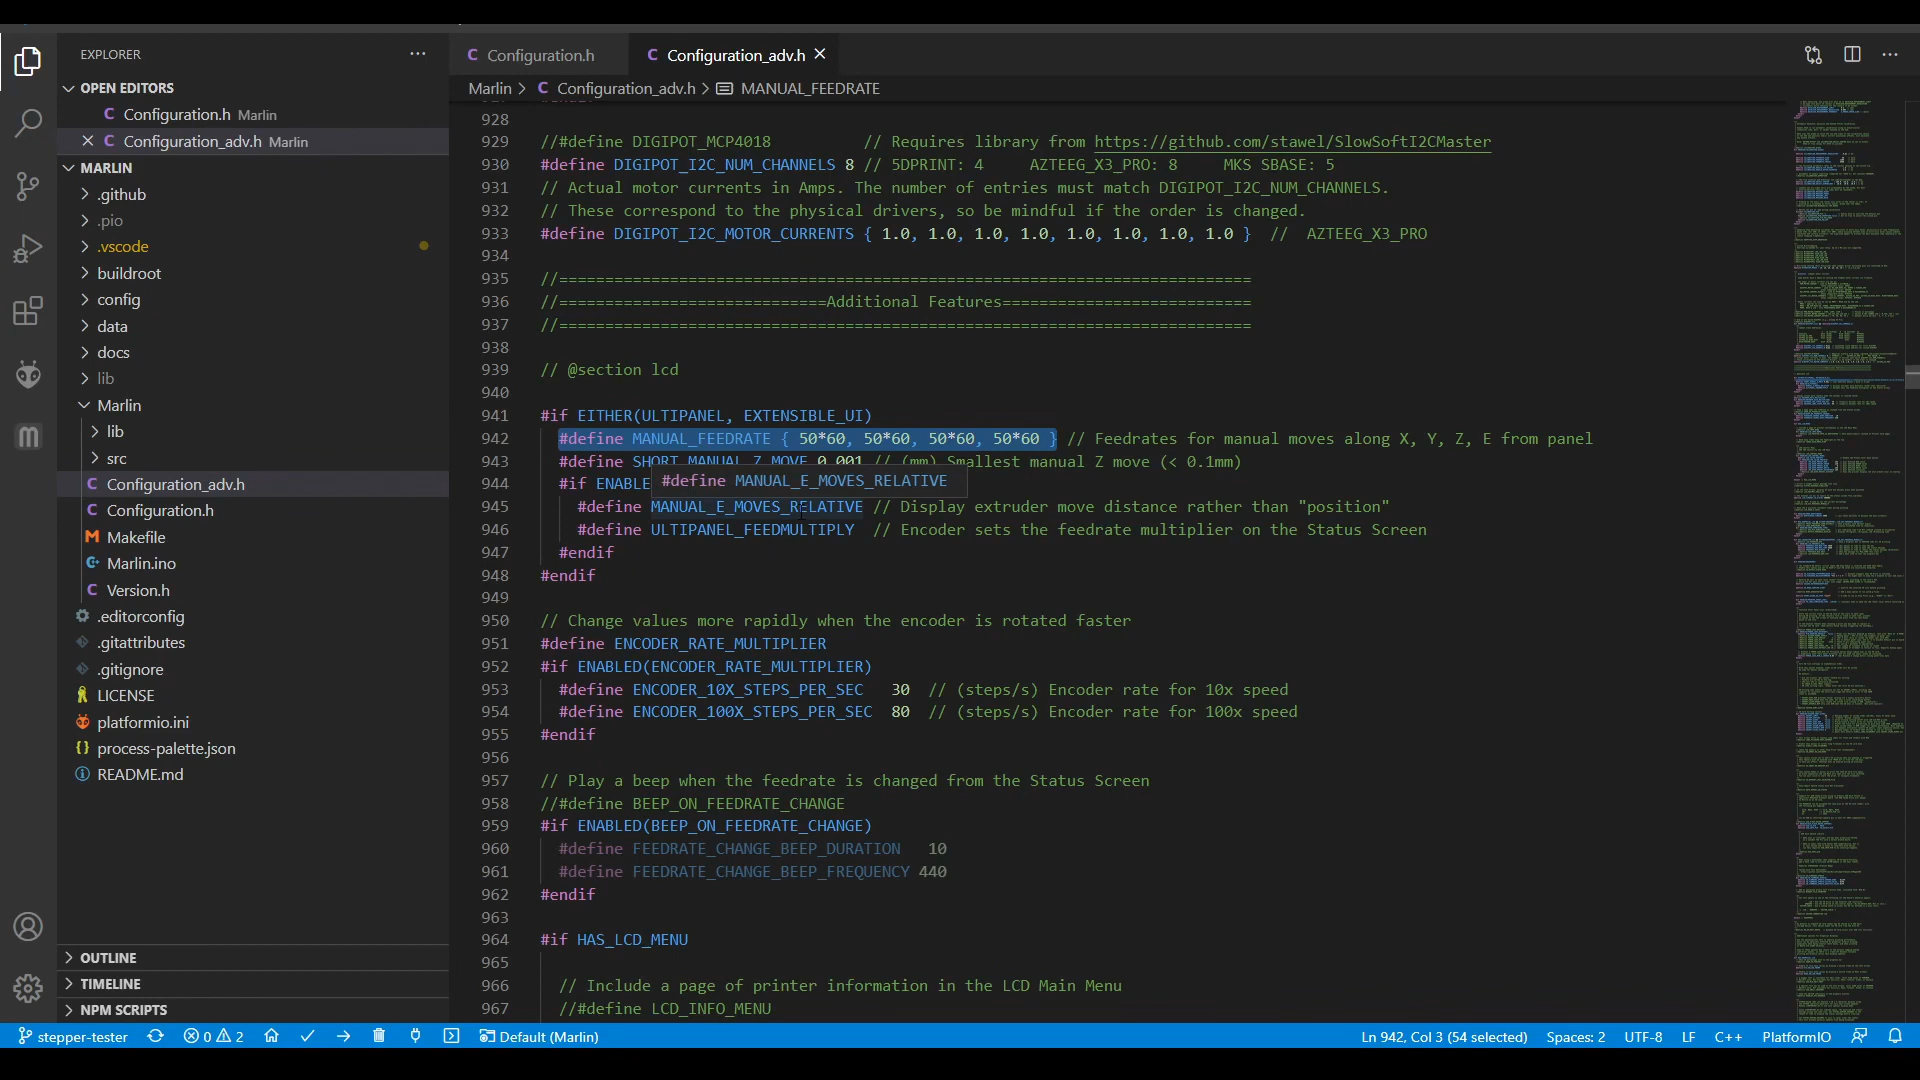 EXPLORER
OPEN EDITORS
Configuration.h Marlin
Configuration_adv.h Marlin
MARLIN
.github
.pio
.vscode
buildroot
config
data
docs
lib
Marlin
lib
src
Configuration_adv.h
Configuration.h
Makefile
Marlin.ino
Version.h
.editorconfig
.gitattributes
.gitignore
LICENSE
platformio.ini
process-palette.json
README.md
OUTLINE
TIMELINE
NPM SCRIPTS
Configuration.h
Configuration_adv.h
Marlin > Configuration_adv.h > MANUAL_FEEDRATE
928
929 //#define DIGIPOT_MCP4018 // Requires library from https://github.com/stawel/SlowSoftI2CMaster
930 #define DIGIPOT_I2C_NUM_CHANNELS 8 // 5DPRINT: 4 AZTEEG_X3_PRO: 8 MKS SBASE: 5
931 // Actual motor currents in Amps. The number of entries must match DIGIPOT_I2C_NUM_CHANNELS.
932 // These correspond to the physical drivers, so be mindful if the order is changed.
933 #define DIGIPOT_I2C_MOTOR_CURRENTS { 1.0, 1.0, 1.0, 1.0, 1.0, 1.0, 1.0, 1.0 } // AZTEEG_X3_PRO
934
935 //===========================================================================
936 //=============================Additional Features===========================
937 //===========================================================================
938
939 // @section lcd
940
941 #if EITHER(ULTIPANEL, EXTENSIBLE_UI)
942 #define MANUAL_FEEDRATE { 50*60, 50*60, 50*60, 50*60 } // Feedrates for manual moves along X, Y, Z, E from panel
943 #define SHORT_MANUAL_Z_MOVE 0.001 // (mm) Smallest manual Z move (< 0.1mm)
944 #if ENABLE
#define MANUAL_E_MOVES_RELATIVE
945 #define MANUAL_E_MOVES_RELATIVE // Display extruder move distance rather than "position"
946 #define ULTIPANEL_FEEDMULTIPLY // Encoder sets the feedrate multiplier on the Status Screen
947 #endif
948 #endif
949
950 // Change values more rapidly when the encoder is rotated faster
951 #define ENCODER_RATE_MULTIPLIER
952 #if ENABLED(ENCODER_RATE_MULTIPLIER)
953 #define ENCODER_10X_STEPS_PER_SEC 30 // (steps/s) Encoder rate for 10x speed
954 #define ENCODER_100X_STEPS_PER_SEC 80 // (steps/s) Encoder rate for 100x speed
955 #endif
956
957 // Play a beep when the feedrate is changed from the Status Screen
958 //#define BEEP_ON_FEEDRATE_CHANGE
959 #if ENABLED(BEEP_ON_FEEDRATE_CHANGE)
960 #define FEEDRATE_CHANGE_BEEP_DURATION 10
961 #define FEEDRATE_CHANGE_BEEP_FREQUENCY 440
962 #endif
963
964 #if HAS_LCD_MENU
965
966 // Include a page of printer information in the LCD Main Menu
967 //#define LCD_INFO_MENU
stepper-tester 0 2 Default (Marlin) Ln 942, Col 3 (54 selected) Spaces: 2 UTF-8 LF C++ PlatformIO